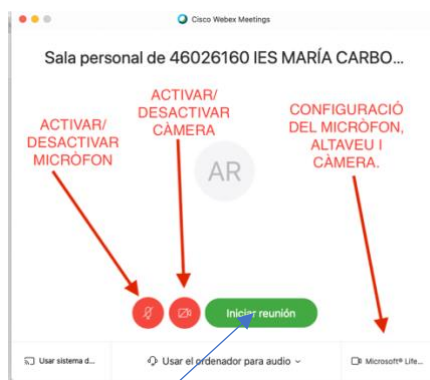 Cisco Webex Meetings
Sala personal de 46026160 IES MARÍA CARBO...
ACTIVAR/
DESACTIVAR
MICRÒFON
ACTIVAR/
DESACTIVAR
CÀMERA
CONFIGURACIÓ
DEL MICRÒFON,
ALTAVEU I
CÀMERA.
AR
Iniciar reunión
Usar sistema d...
Usar el ordenador para audio
Microsoft® Life...